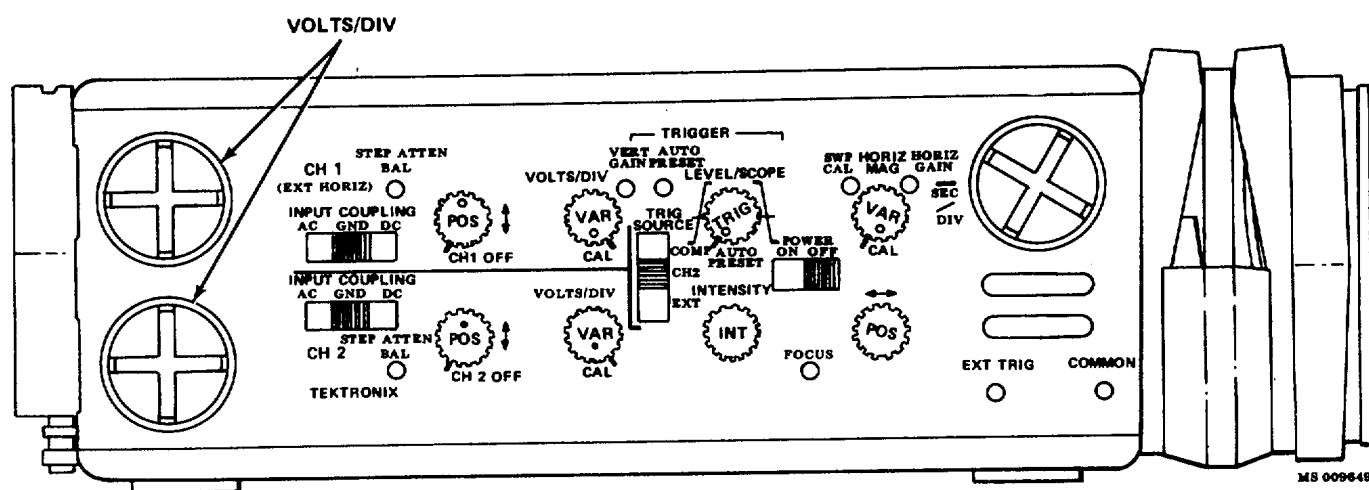 VOLTS/DIV
TRIGGER
CH 1
(EXT HORIZ)
STEP ATTEN
BAL
VOLTS/DIV
VERT
GAIN
AUTO
PRESET
LEVEL/SCOPE
SWP
CAL
HORIZ
MAG
HORIZ
GAIN
SEC
/
DIV
INPUT COUPLING
AC GND DC
POS
CH1 OFF
VAR
CAL
TRIG
SOURCE
COMP
CH2
EXT
TRIG
AUTO
PRESET
POWER
ON OFF
VAR
CAL
INPUT COUPLING
AC GND DC
CH 2
STEP ATTEN
BAL
TEKTRONIX
POS
CH 2 OFF
VOLTS/DIV
VAR
CAL
INTENSITY
INT
FOCUS
POS
EXT TRIG
COMMON